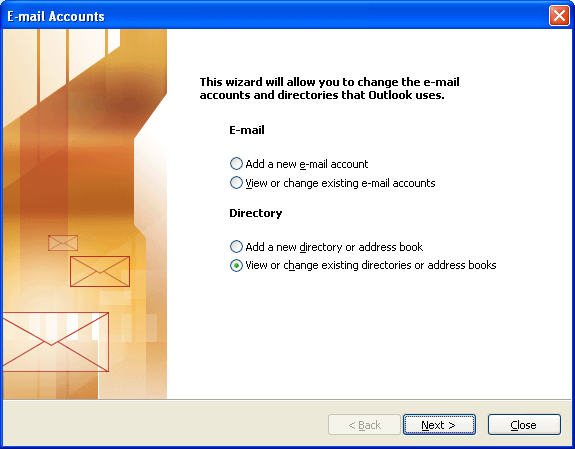 E-mail Accounts
This wizard will allow you to change the e-mail
accounts and directories that Outlook uses.
E-mail
Add a new e-mail account
View or change existing e-mail accounts
Directory
Add a new directory or address book
View or change existing directories or address books
< Back
Next >
Close